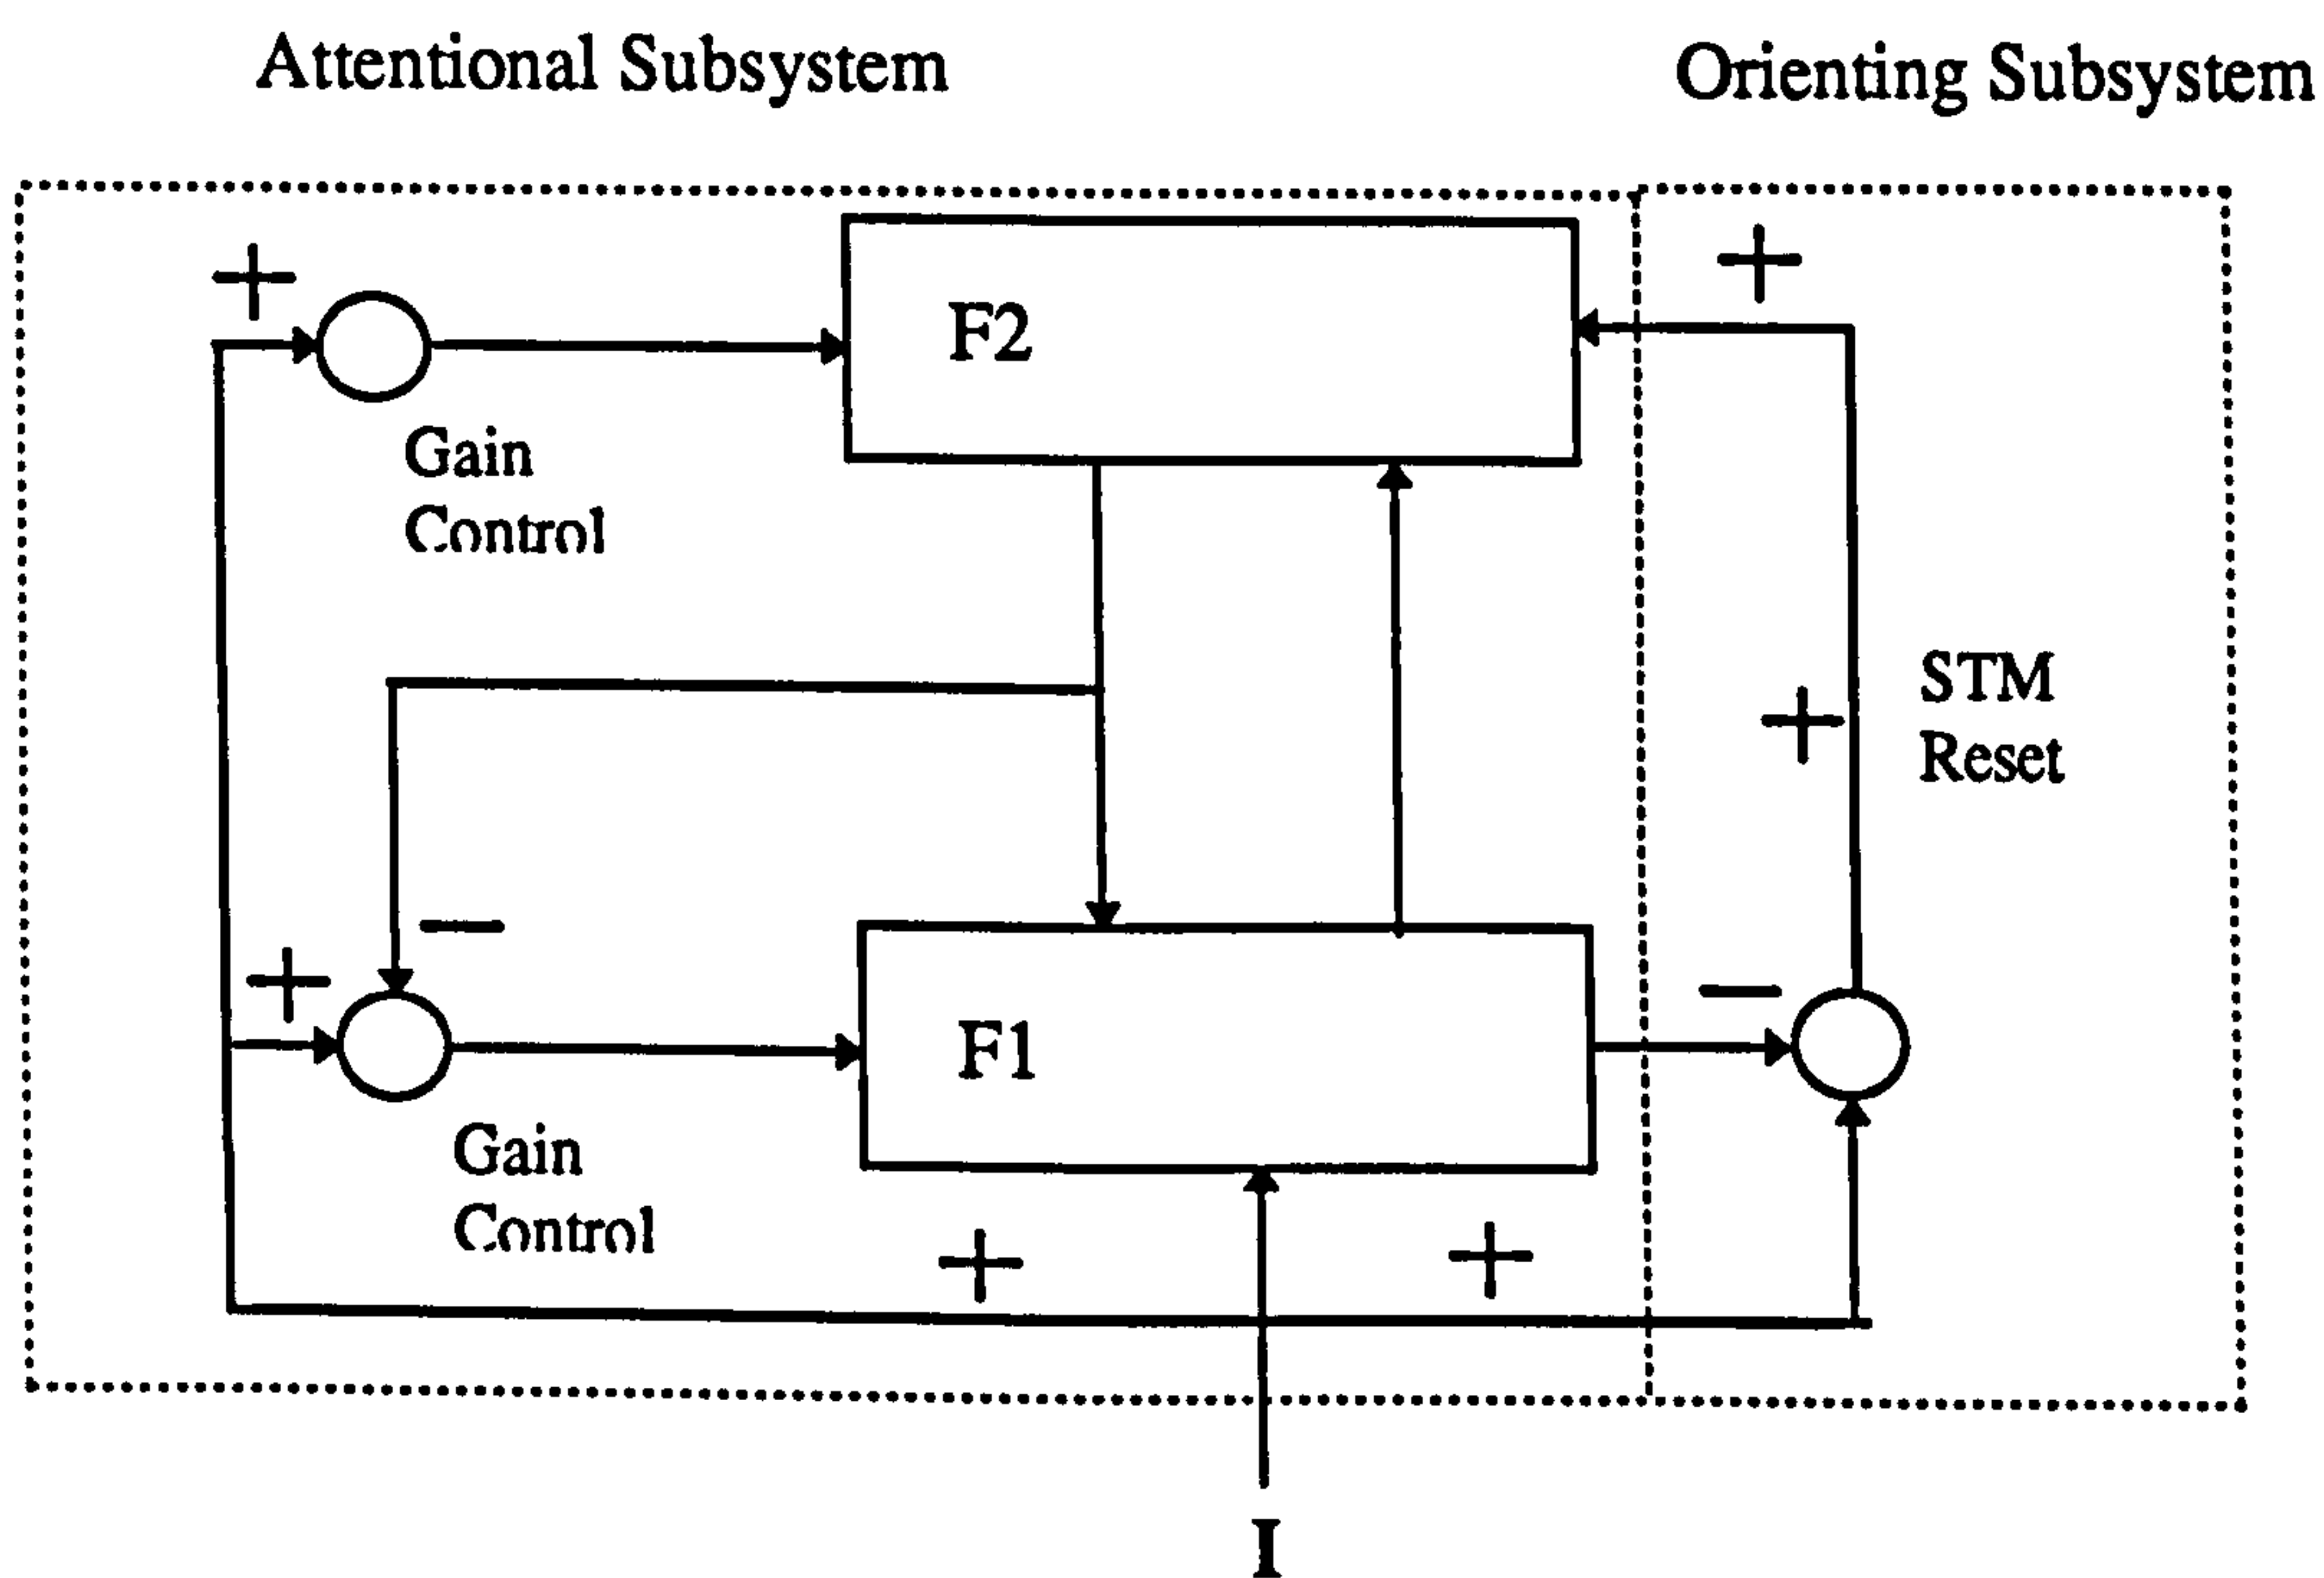 Attentional Subsystem
Orienting Subsystem
+
+
F2
Gain
Control
STM
Reset
+
−
+
−
F1
Gain
Control
+
+
I